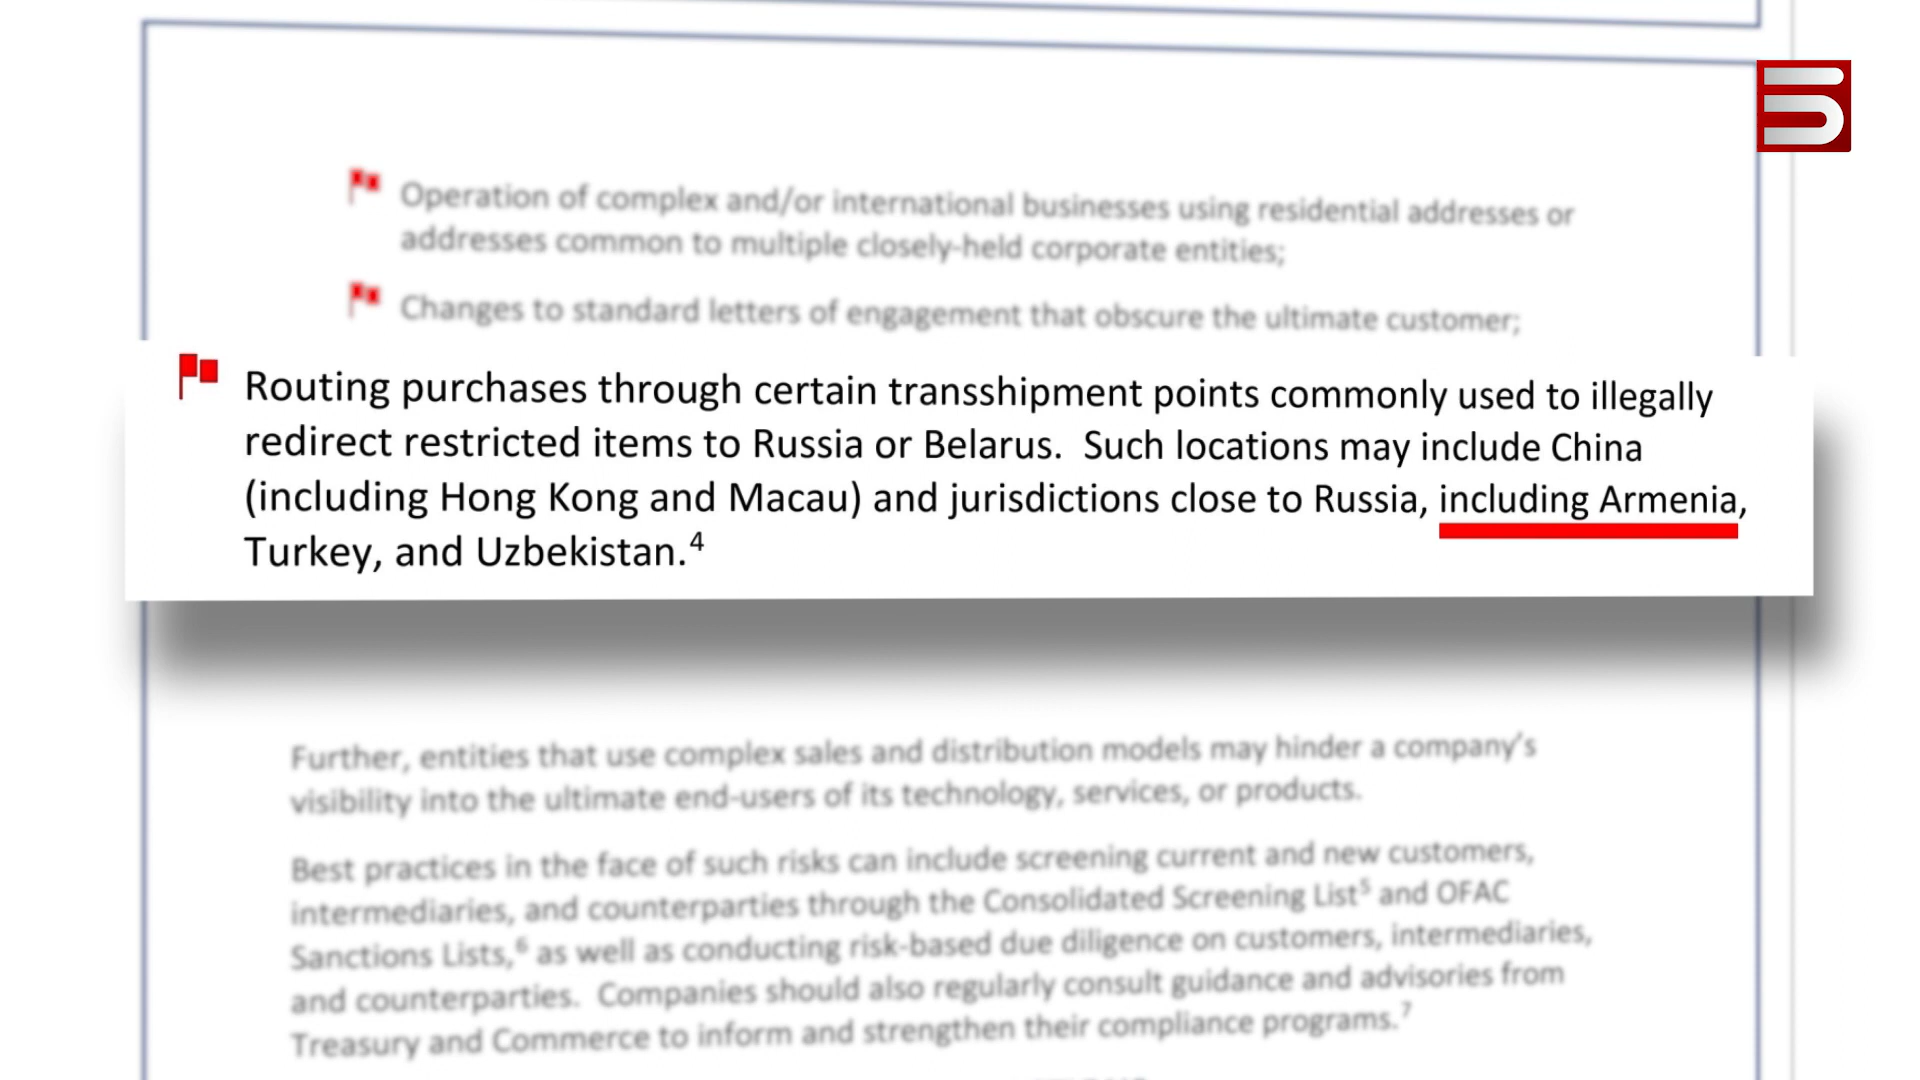 Operation of complex and/or international businesses using residential addresses or
addresses common to multiple closely-held corporate entities;
Changes to standard letters of engagement that obscure the ultimate customer;
Routing purchases through certain transshipment points commonly used to illegally
redirect restricted items to Russia or Belarus.  Such locations may include China
(including Hong Kong and Macau) and jurisdictions close to Russia, including Armenia,
Turkey, and Uzbekistan.⁴
Further, entities that use complex sales and distribution models may hinder a company's
visibility into the ultimate end-users of its technology, services, or products.
Best practices in the face of such risks can include screening current and new customers,
intermediaries, and counterparties through the Consolidated Screening List⁵ and OFAC
Sanctions Lists,⁶ as well as conducting risk-based due diligence on customers, intermediaries,
and counterparties.  Companies should also regularly consult guidance and advisories from
Treasury and Commerce to inform and strengthen their compliance programs.⁷